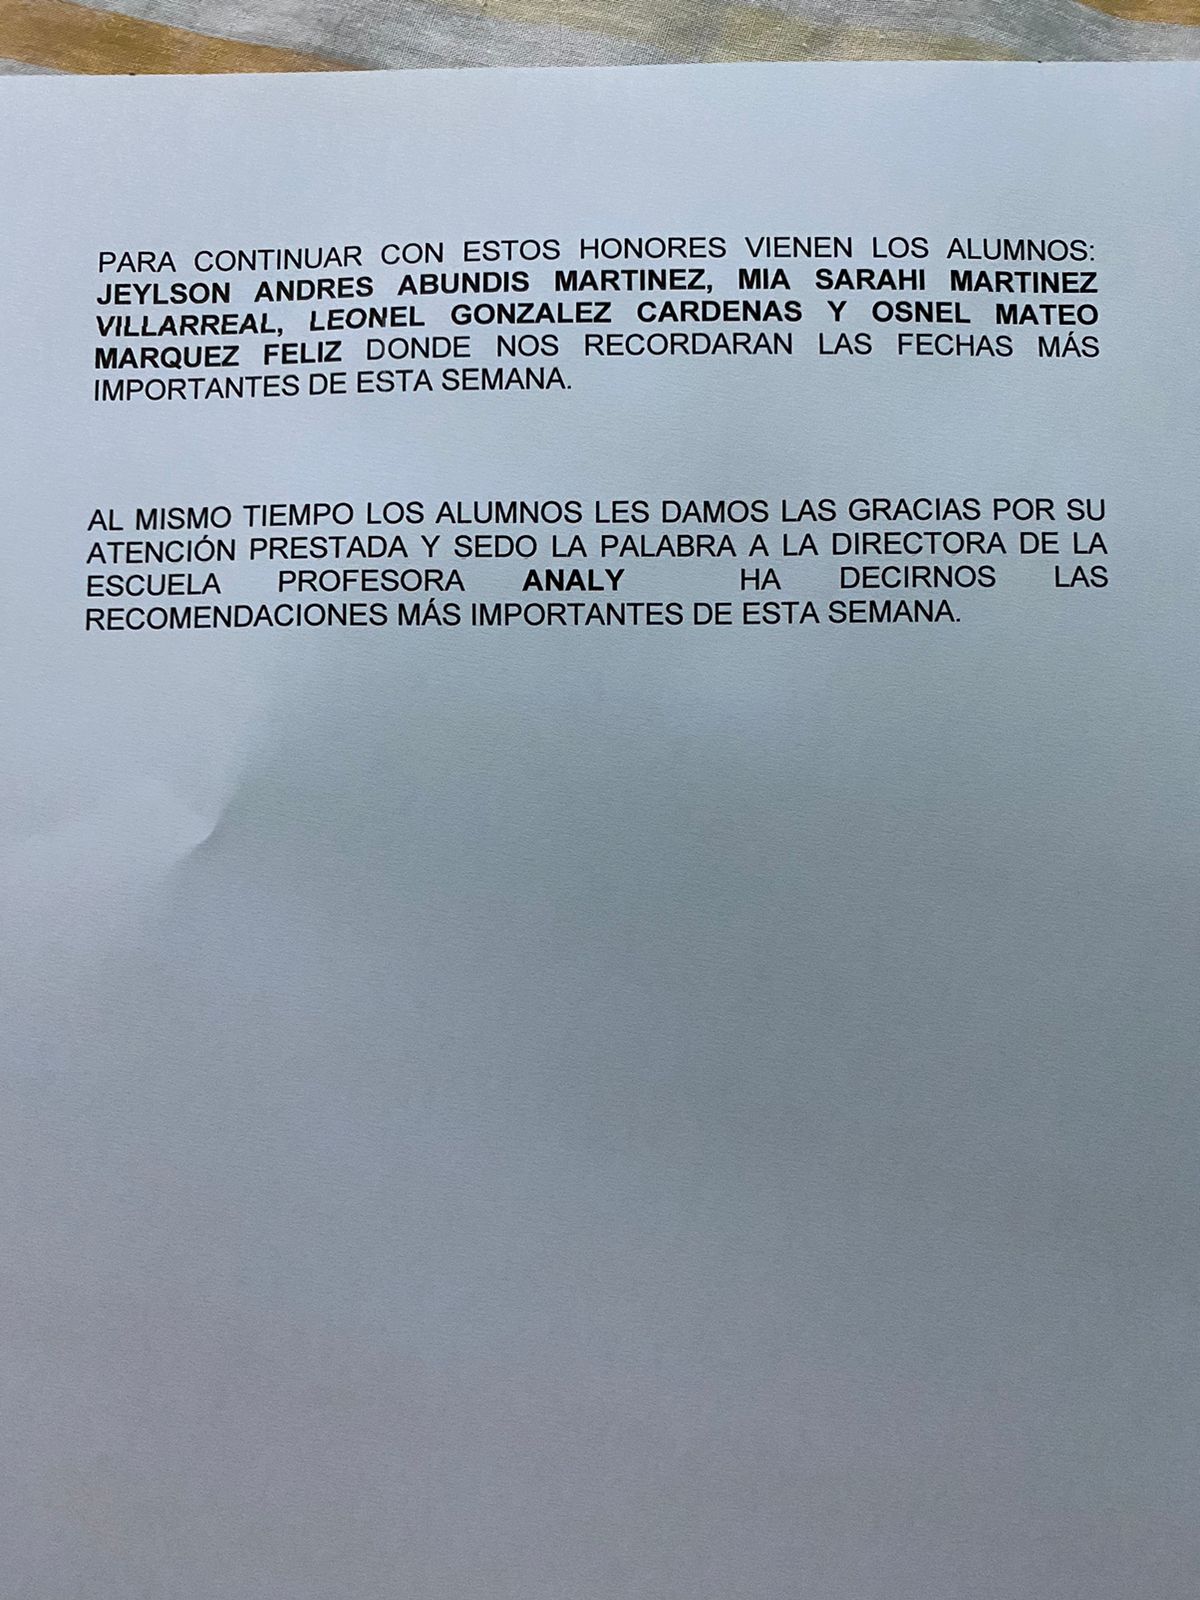 PARA CONTINUAR CON ESTOS HONORES VIENEN LOS ALUMNOS:
JEYLSON ANDRES ABUNDIS MARTINEZ, MIA SARAHI MARTINEZ
VILLARREAL, LEONEL GONZALEZ CARDENAS Y OSNEL MATEO
MARQUEZ FELIZ DONDE NOS RECORDARAN LAS FECHAS MÁS
IMPORTANTES DE ESTA SEMANA.
AL MISMO TIEMPO LOS ALUMNOS LES DAMOS LAS GRACIAS POR SU
ATENCIÓN PRESTADA Y SEDO LA PALABRA A LA DIRECTORA DE LA
ESCUELA PROFESORA ANALY HA DECIRNOS LAS
RECOMENDACIONES MÁS IMPORTANTES DE ESTA SEMANA.